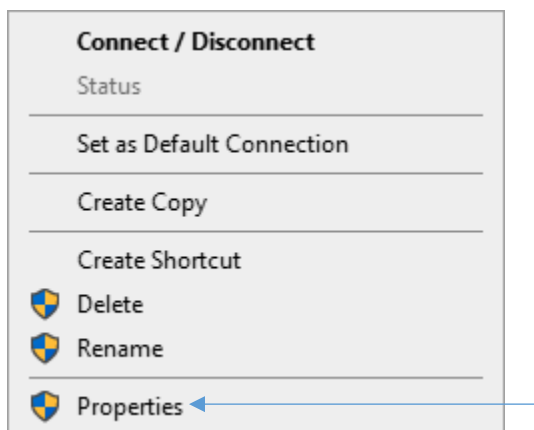 Connect / Disconnect
Status
Set as Default Connection
Create Copy
Create Shortcut
Delete
Rename
Properties